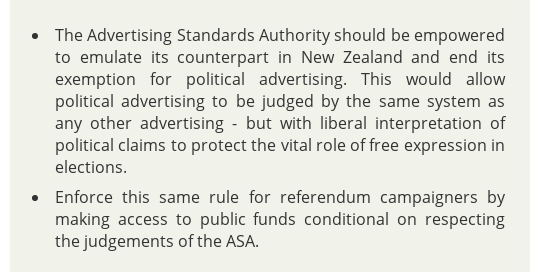 • The Advertising Standards Authority should be empowered
to emulate its counterpart in New Zealand and end its
exemption for political advertising. This would allow
political advertising to be judged by the same system as
any other advertising - but with liberal interpretation of
political claims to protect the vital role of free expression in
elections.
• Enforce this same rule for referendum campaigners by
making access to public funds conditional on respecting
the judgements of the ASA.